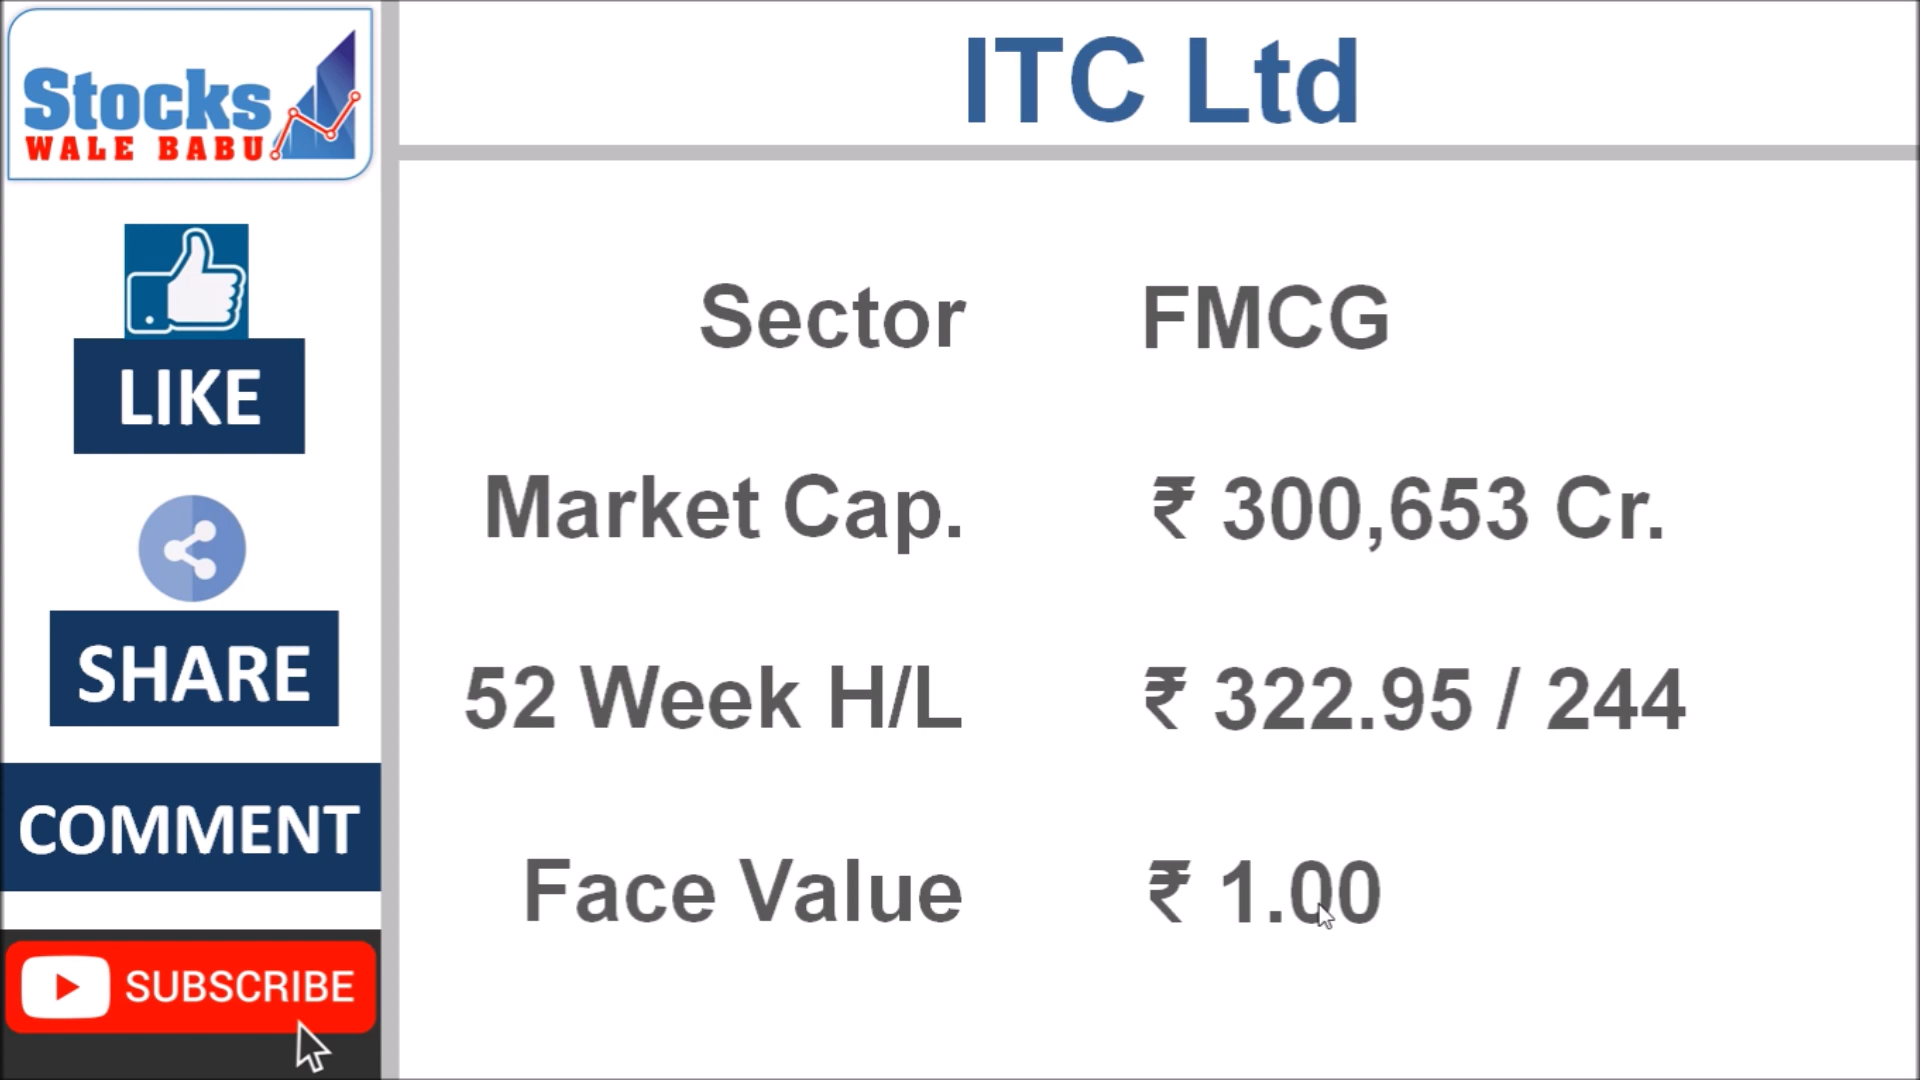 Stocks
WALE BABU
LIKE
SHARE
COMMENT
SUBSCRIBE
ITC Ltd
Sector FMCG
Market Cap. ₹ 300,653 Cr.
52 Week H/L ₹ 322.95 / 244
Face Value ₹ 1.00